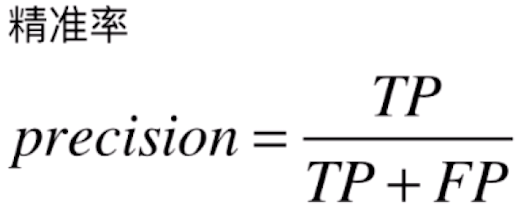 精准率
precision = TP / TP + FP